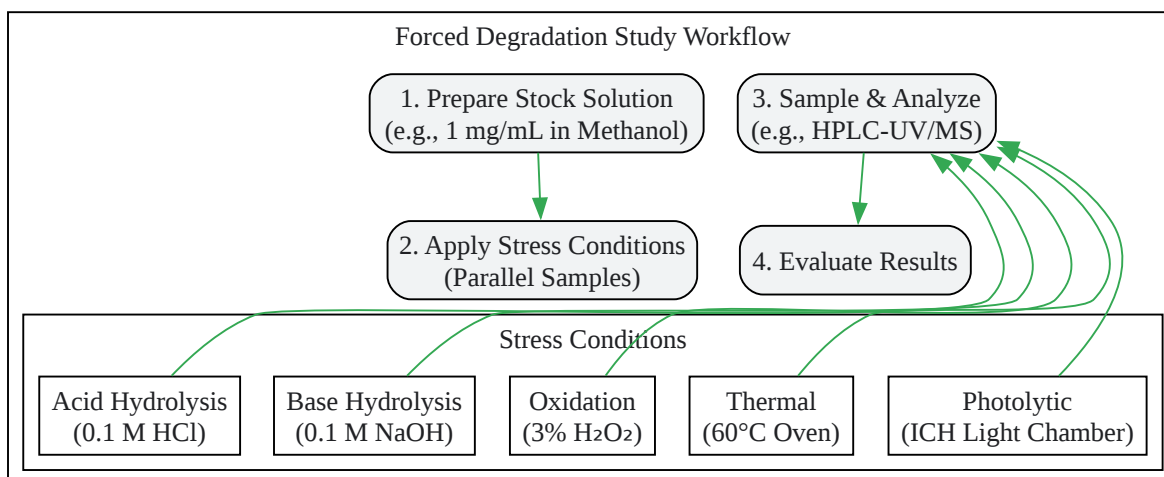 Forced Degradation Study Workflow
1. Prepare Stock Solution
(e.g., 1 mg/mL in Methanol)
3. Sample & Analyze
(e.g., HPLC-UV/MS)
2. Apply Stress Conditions
(Parallel Samples)
4. Evaluate Results
Stress Conditions
Acid Hydrolysis
(0.1 M HCl)
Base Hydrolysis
(0.1 M NaOH)
Oxidation
(3% H₂O₂)
Thermal
(60°C Oven)
Photolytic
(ICH Light Chamber)